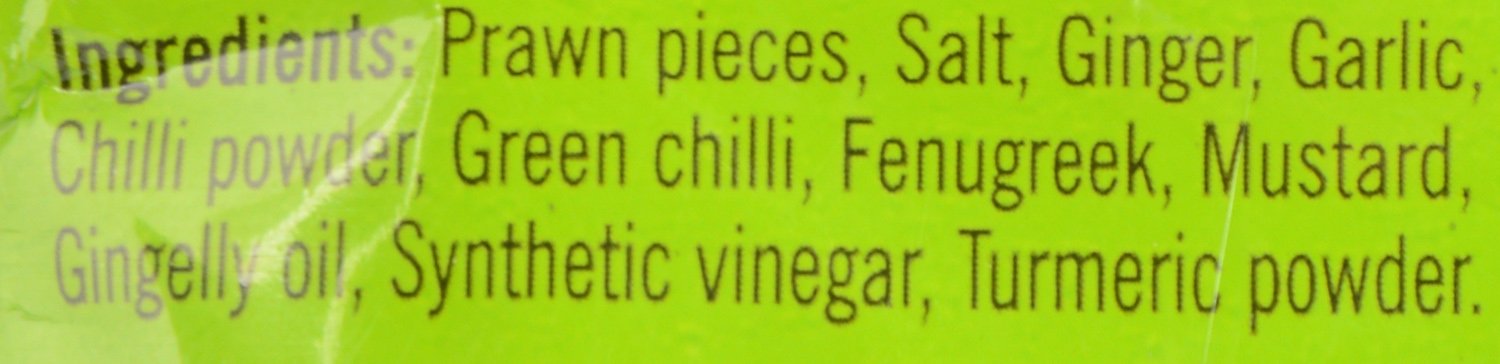 Ingredients: Prawn pieces, Salt, Ginger, Garlic,
Chilli powder, Green chilli, Fenugreek, Mustard,
Gingelly oil, Synthetic vinegar, Turmeric powder.